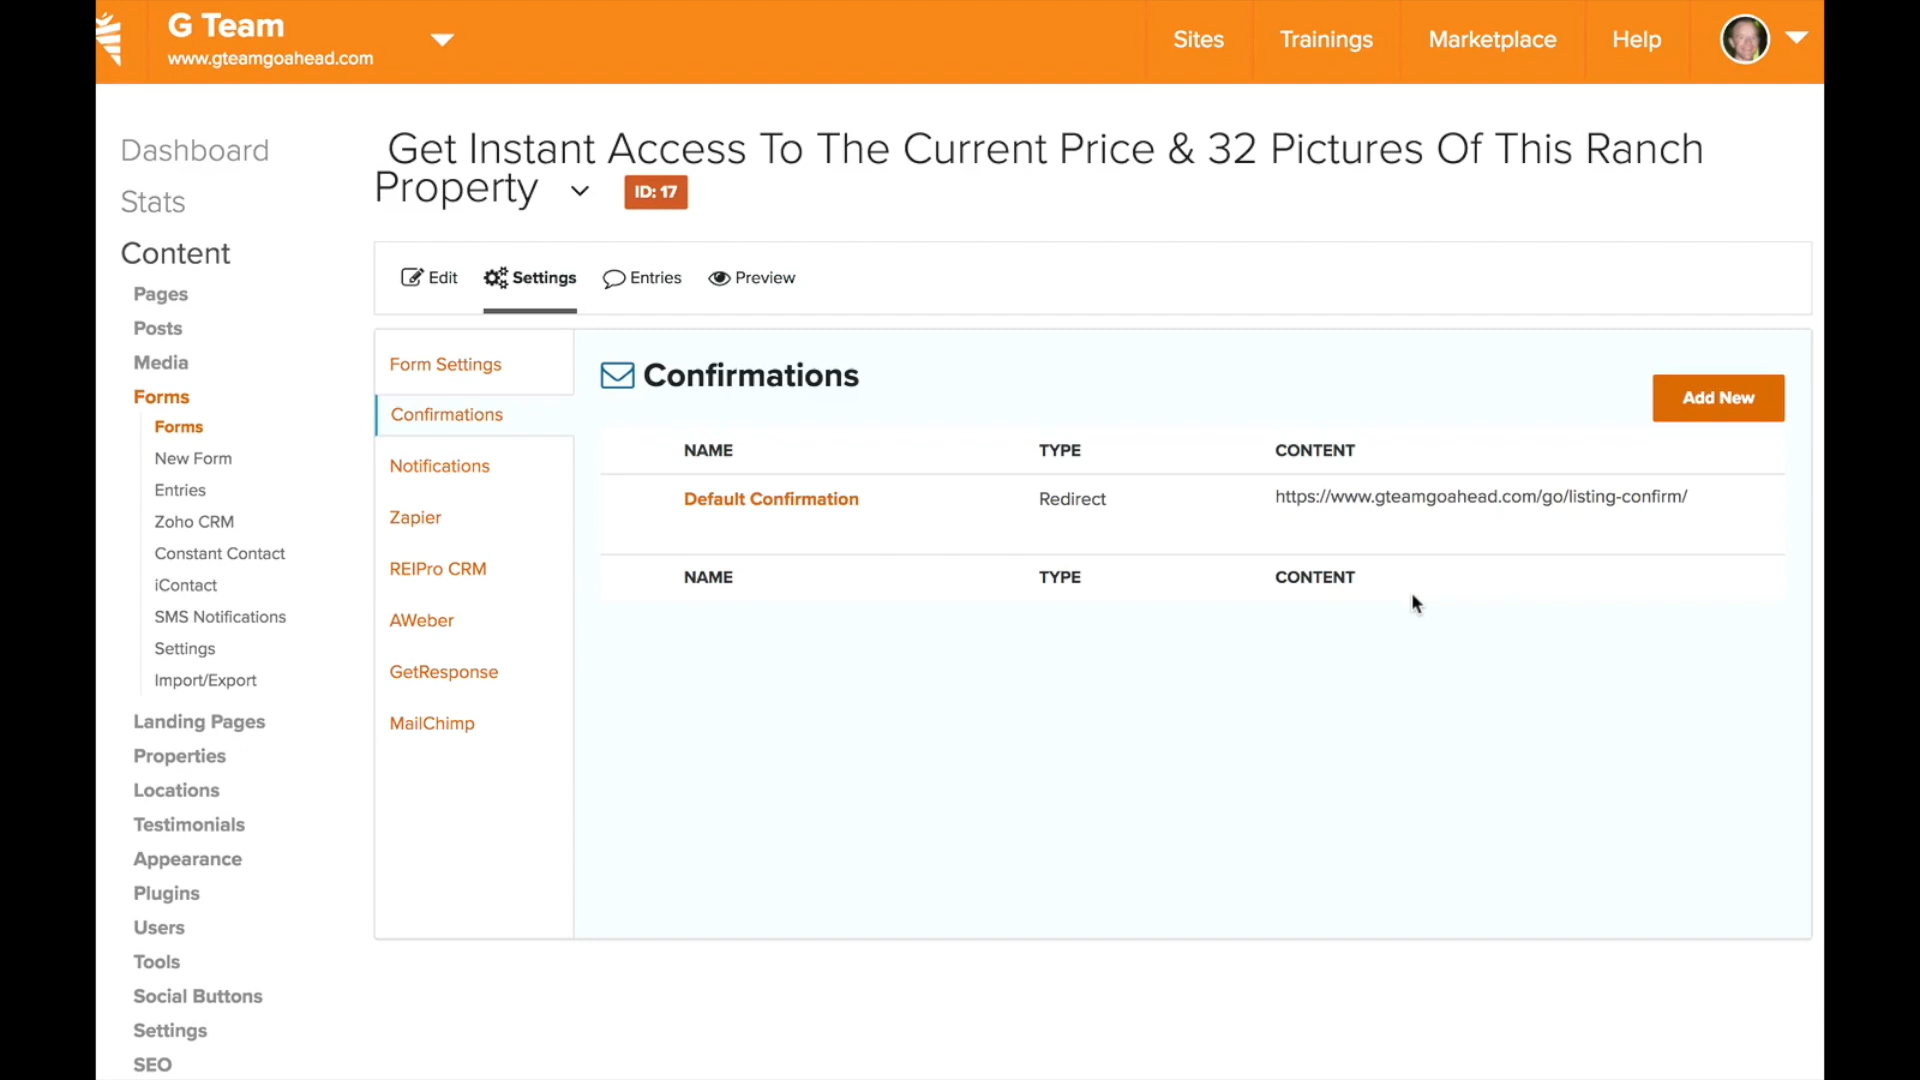 G Team
www.gteamgoahead.com
Sites
Trainings
Marketplace
Help
Dashboard
Stats
Content
Pages
Posts
Media
Forms
Forms
New Form
Entries
Zoho CRM
Constant Contact
iContact
SMS Notifications
Settings
Import/Export
Landing Pages
Properties
Locations
Testimonials
Appearance
Plugins
Users
Tools
Social Buttons
Settings
SEO
Get Instant Access To The Current Price & 32 Pictures Of This Ranch
Property
ID: 17
Edit
Settings
Entries
Preview
Form Settings
Confirmations
Notifications
Zapier
REIPro CRM
AWeber
GetResponse
MailChimp
Confirmations
Add New
NAME TYPE CONTENT
Default Confirmation Redirect https://www.gteamgoahead.com/go/listing-confirm/
NAME TYPE CONTENT